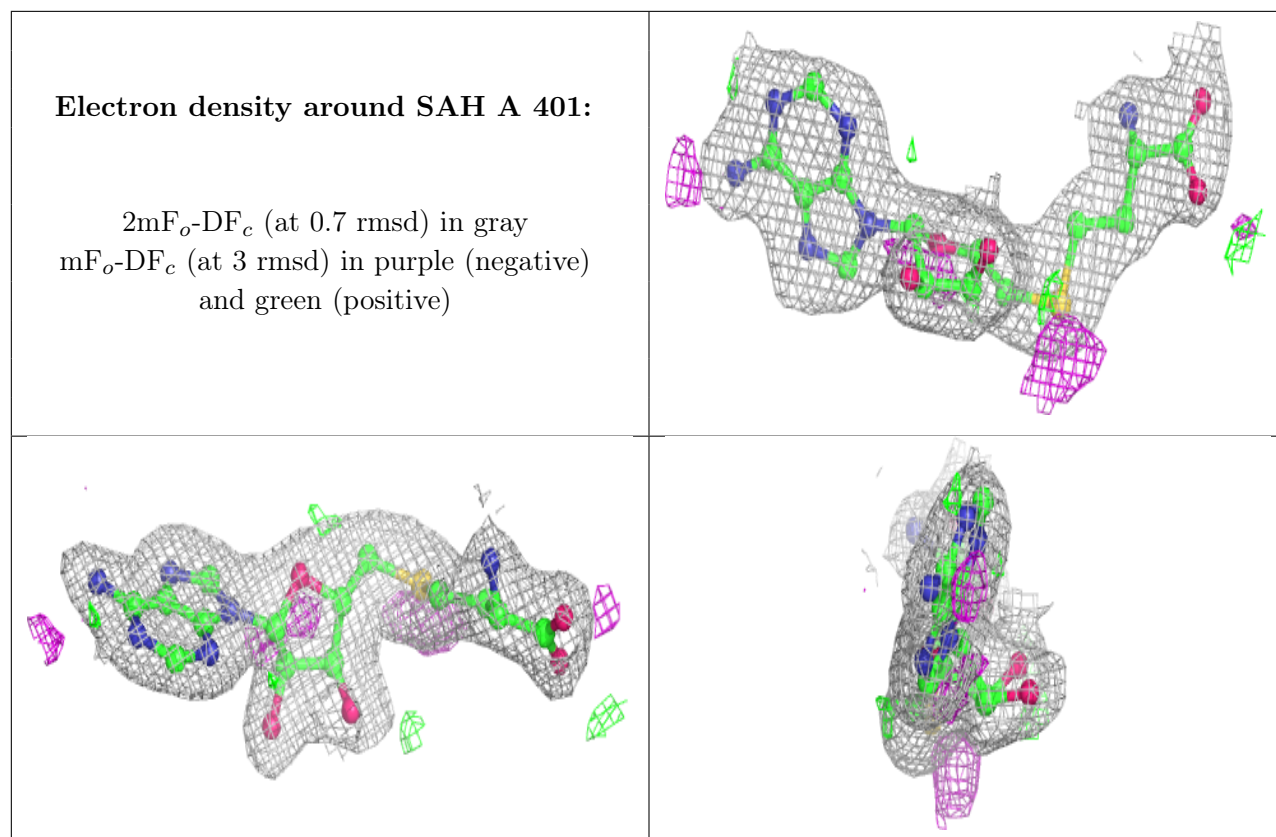 Electron density around SAH A 401:
2mFo-DFc (at 0.7 rmsd) in gray
mFo-DFc (at 3 rmsd) in purple (negative)
and green (positive)